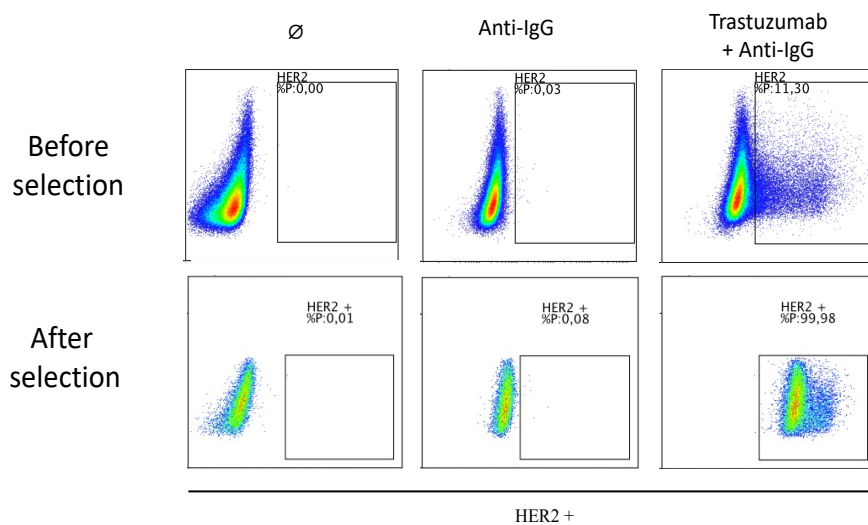 ∅
Anti-IgG
Trastuzumab
+ Anti-IgG
Before
selection
HER2
%P:0,00
HER2
%P:0,03
HER2
%P:11,30
After
selection
HER2 +
%P:0,01
HER2 +
%P:0,08
HER2 +
%P:99,98
HER2 +